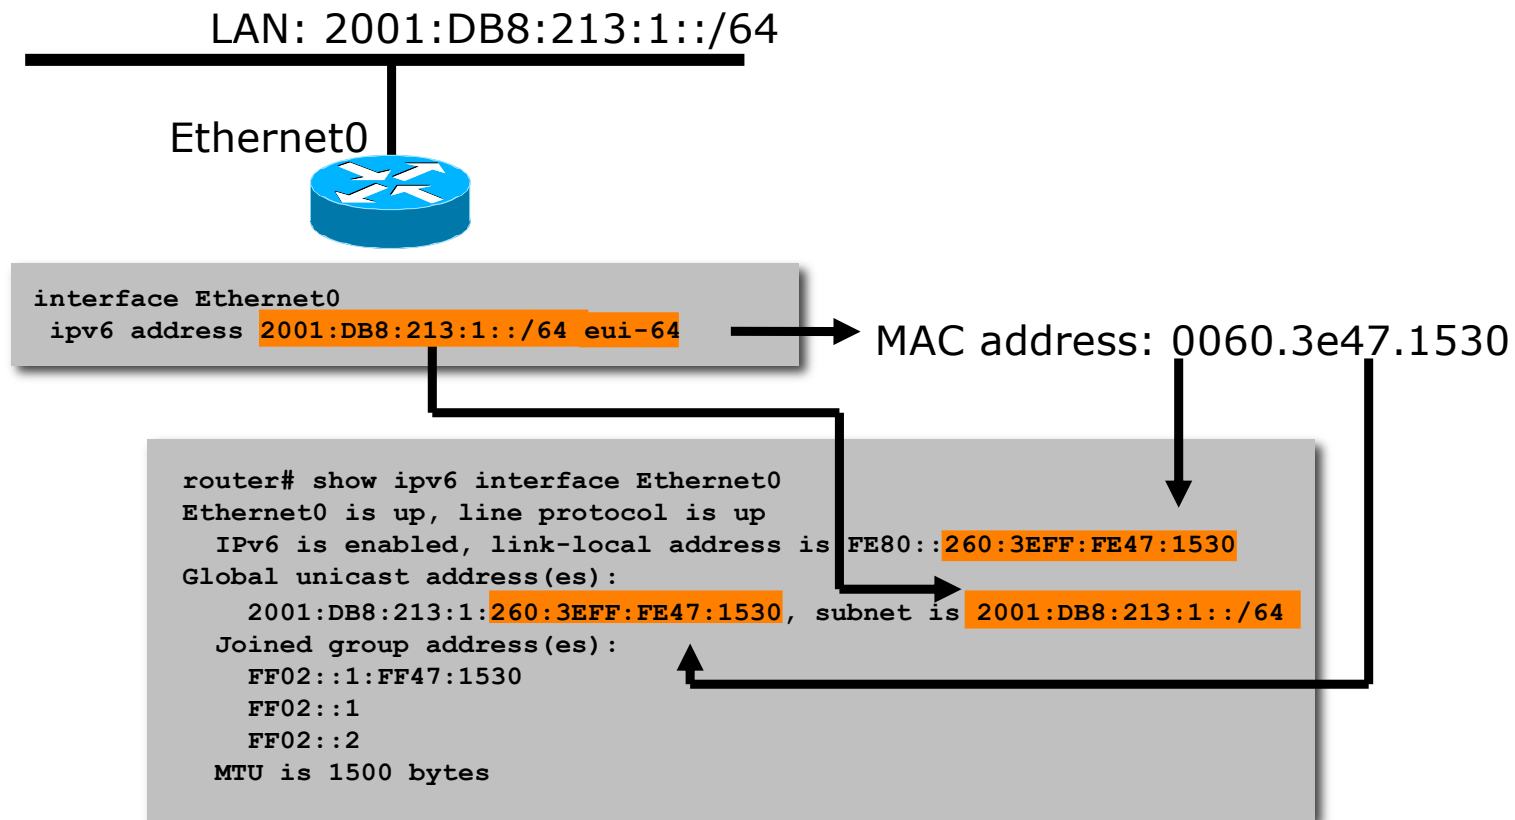 LAN: 2001:DB8:213:1::/64
Ethernet0
interface Ethernet0
ipv6 address 2001:DB8:213:1::/64 eui-64
MAC address: 0060.3e47.1530
router# show ipv6 interface Ethernet0
Ethernet0 is up, line protocol is up
IPv6 is enabled, link-local address is FE80::260:3EFF:FE47:1530
Global unicast address(es):
2001:DB8:213:1:260:3EFF:FE47:1530, subnet is 2001:DB8:213:1::/64
Joined group address(es):
FF02::1:FF47:1530
FF02::1
FF02::2
MTU is 1500 bytes